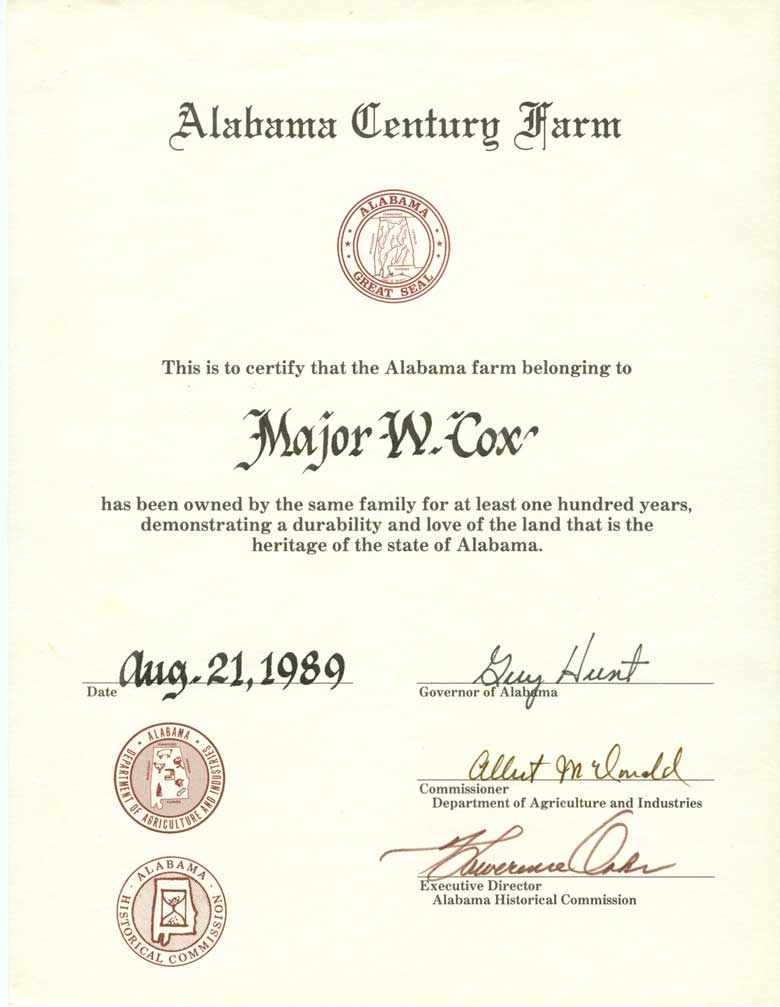 Alabama Century Farm
ALABAMA
GREAT SEAL
This is to certify that the Alabama farm belonging to
Major W. Cox
has been owned by the same family for at least one hundred years,
demonstrating a durability and love of the land that is the
heritage of the state of Alabama.
Aug. 21, 1989
Date
Guy Hunt
Governor of Alabama
ALABAMA
DEPARTMENT OF AGRICULTURE AND INDUSTRIES
Albert McDonald
Commissioner
Department of Agriculture and Industries
Lawerence Oaks
Executive Director
Alabama Historical Commission
ALABAMA
HISTORICAL COMMISSION